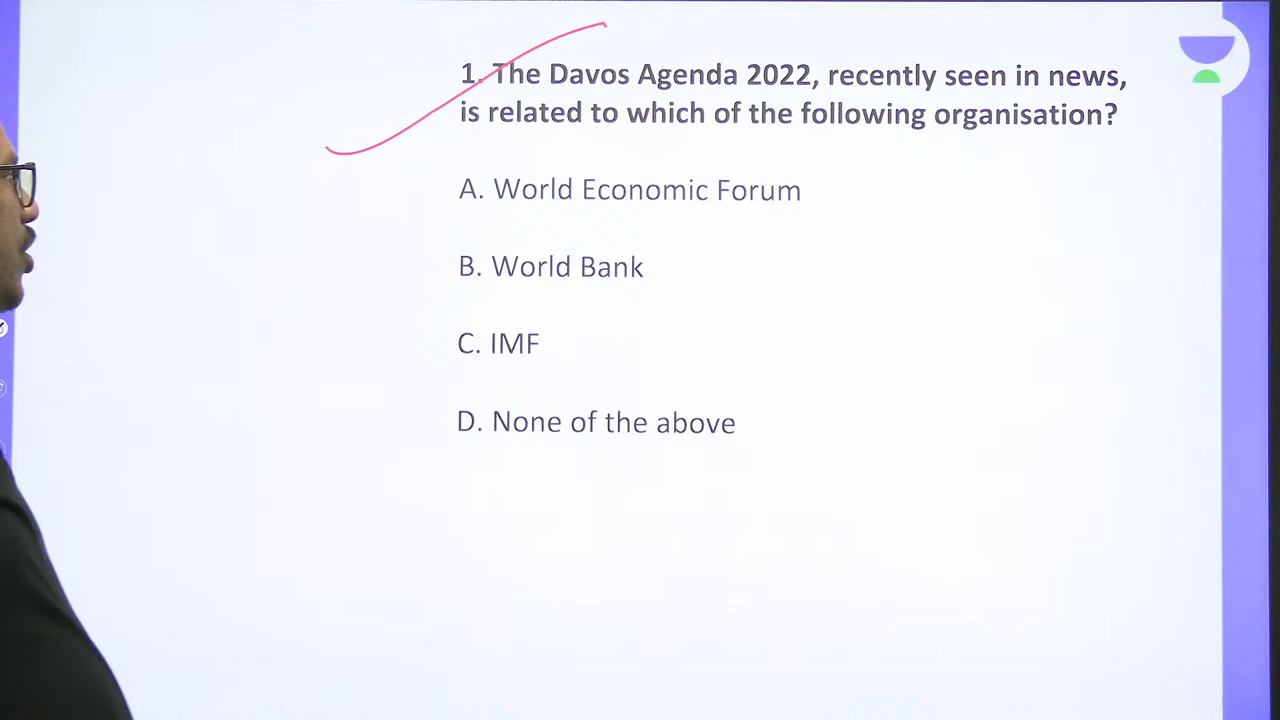 1. The Davos Agenda 2022, recently seen in news,
is related to which of the following organisation?
A. World Economic Forum
B. World Bank
C. IMF
D. None of the above